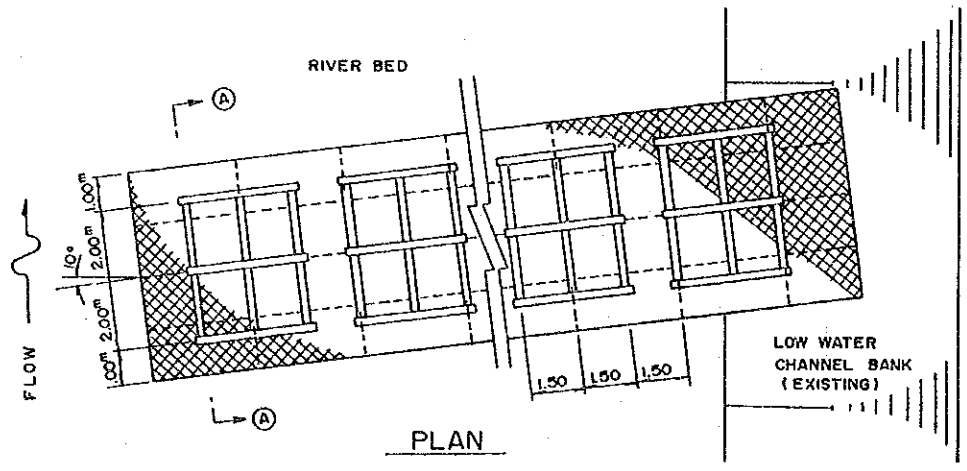 RIVER BED
A
1.00m
2.00m
10°
2.00m
1.00m
FLOW
A
1.50 1.50 1.50
LOW WATER
CHANNEL BANK
(EXISTING)
PLAN